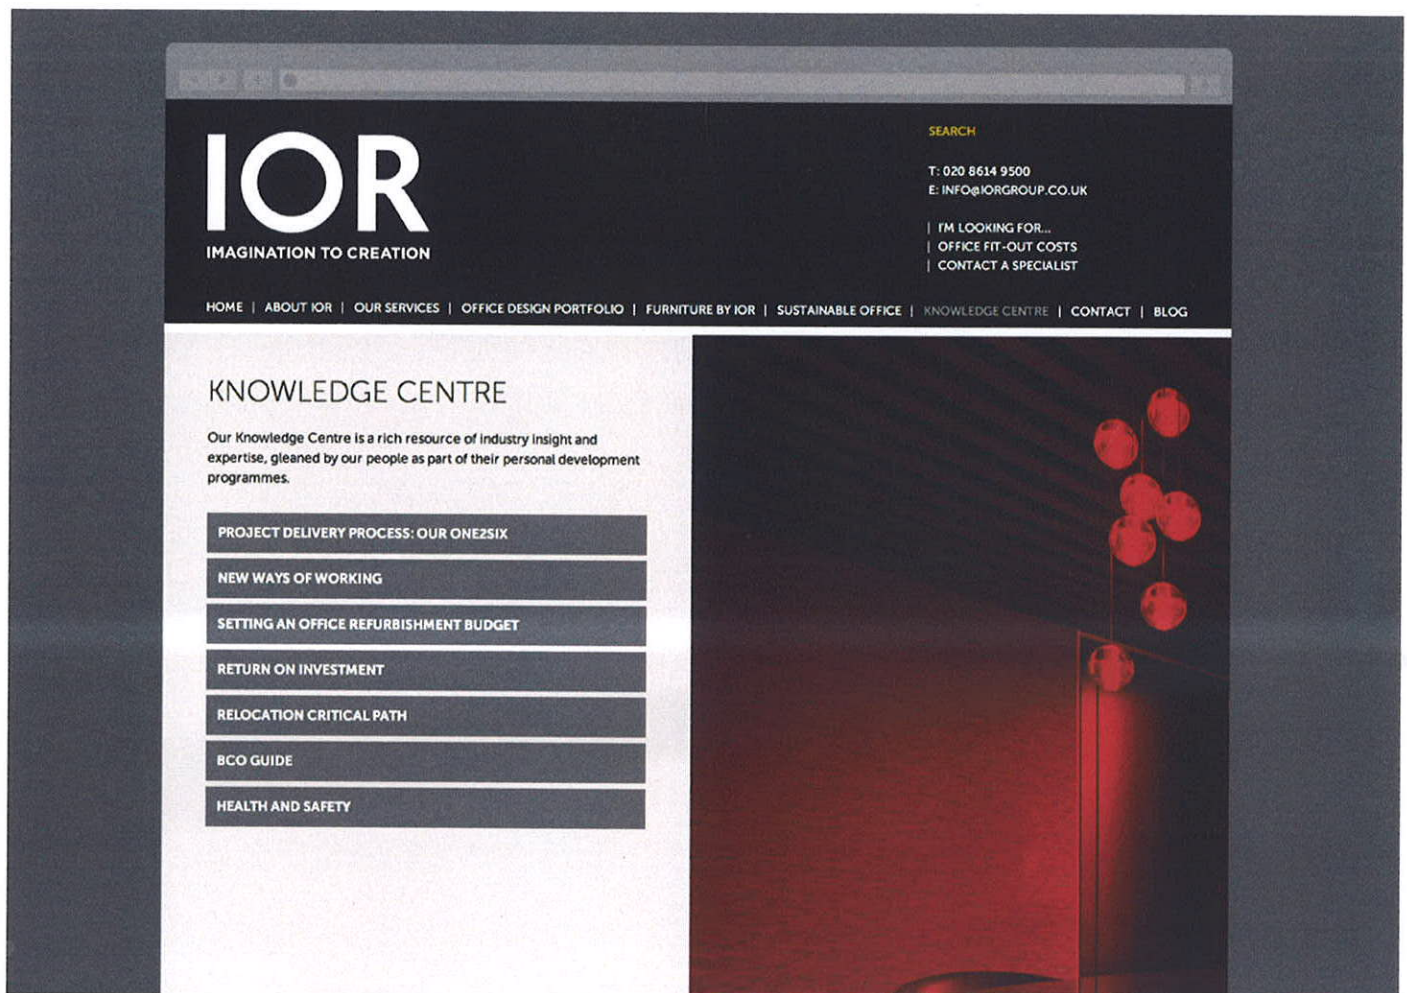 IOR
IMAGINATION TO CREATION
SEARCH
T: 020 8614 9500
E: INFO@IORGROUP.CO.UK
| I'M LOOKING FOR...
| OFFICE FIT-OUT COSTS
| CONTACT A SPECIALIST
HOME | ABOUT IOR | OUR SERVICES | OFFICE DESIGN PORTFOLIO | FURNITURE BY IOR | SUSTAINABLE OFFICE | KNOWLEDGE CENTRE | CONTACT | BLOG
KNOWLEDGE CENTRE
Our Knowledge Centre is a rich resource of industry insight and
expertise, gleaned by our people as part of their personal development
programmes.
PROJECT DELIVERY PROCESS: OUR ONE2SIX
NEW WAYS OF WORKING
SETTING AN OFFICE REFURBISHMENT BUDGET
RETURN ON INVESTMENT
RELOCATION CRITICAL PATH
BCO GUIDE
HEALTH AND SAFETY